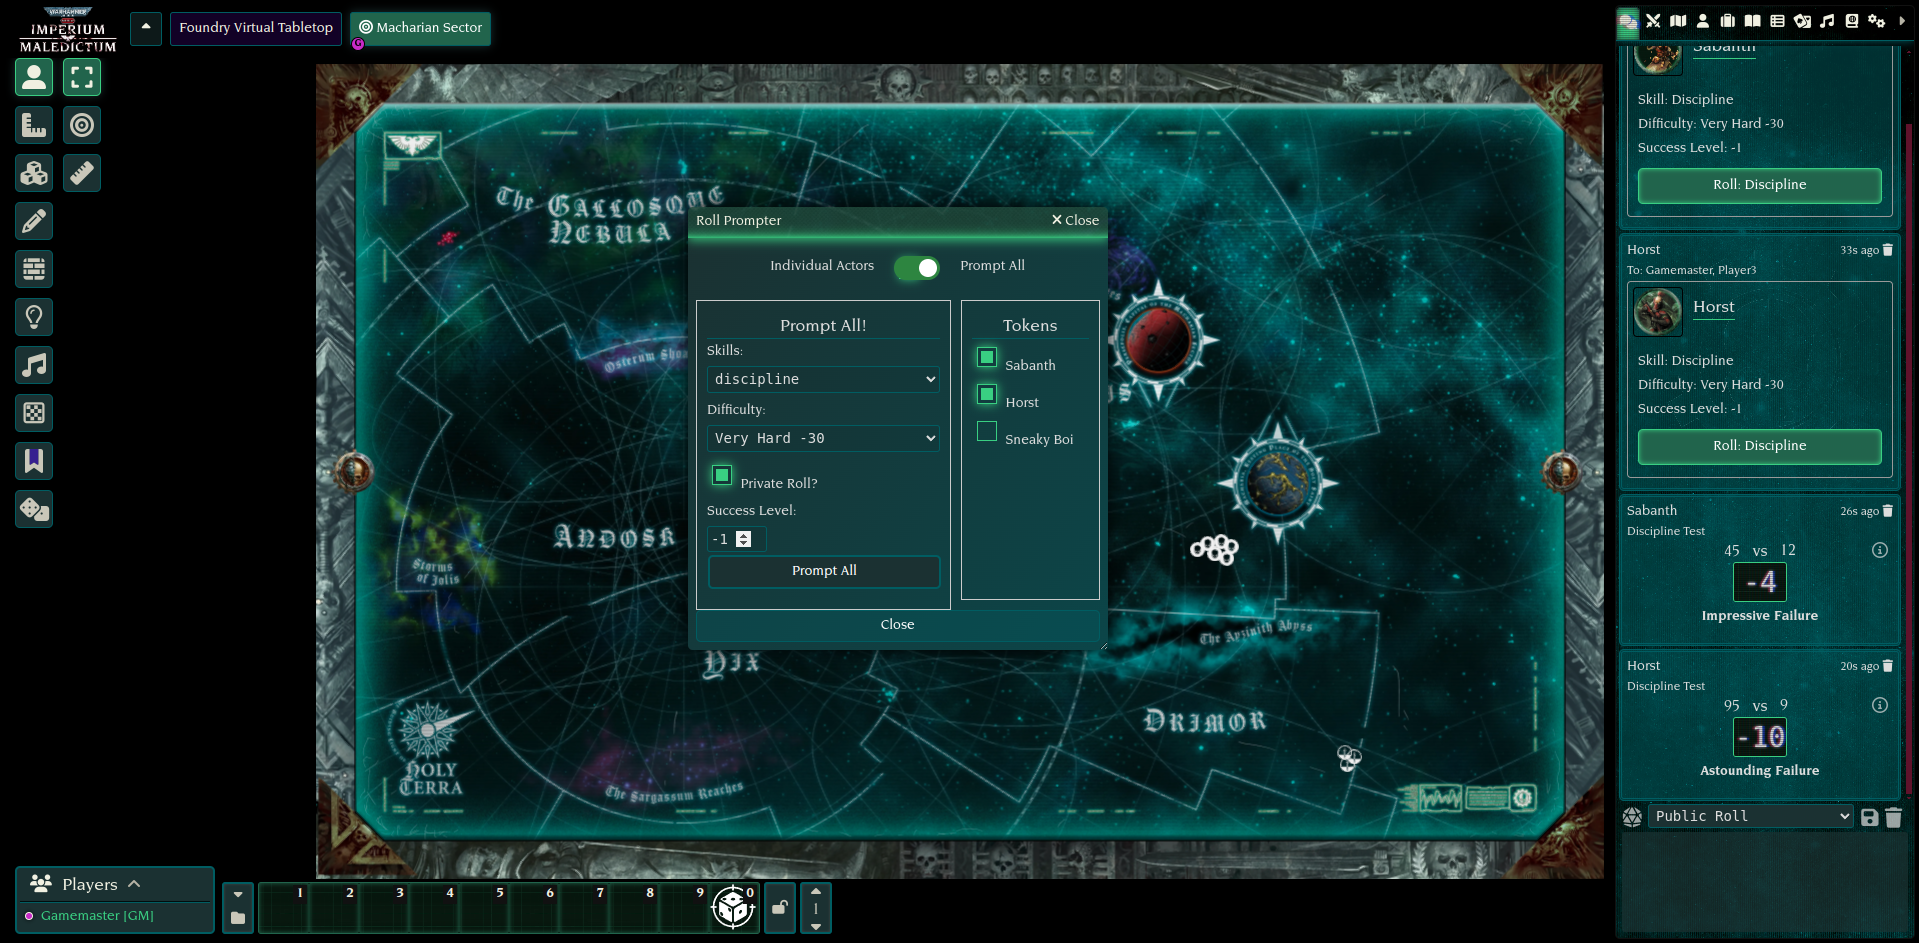 WARHAMMER
IMPERIUM
MALEDICTUM
Foundry Virtual Tabletop
Macharian Sector
G
The GALLOSQUE
NEBULA
Osterum Shoa
ANDOSK
Storms
of Jolis
NIX
HOLY
TERRA
The Sargassum Reaches
The Ayzinith Abyss
DRIMOR
Roll Prompter
Close
Individual Actors
Prompt All
Prompt All!
Skills:
discipline
Difficulty:
Very Hard -30
Private Roll?
Success Level:
-1
Prompt All
Tokens
Sabanth
Horst
Sneaky Boi
Close
Sabanth
Skill: Discipline
Difficulty: Very Hard -30
Success Level: -1
Roll: Discipline
Horst 33s ago
To: Gamemaster, Player3
Horst
Skill: Discipline
Difficulty: Very Hard -30
Success Level: -1
Roll: Discipline
Sabanth 26s ago
Discipline Test
45 vs 12
-4
Impressive Failure
Horst 20s ago
Discipline Test
95 vs 9
-10
Astounding Failure
Public Roll
Players
Gamemaster [GM]
1 2 3 4 5 6 7 8 9 0
1